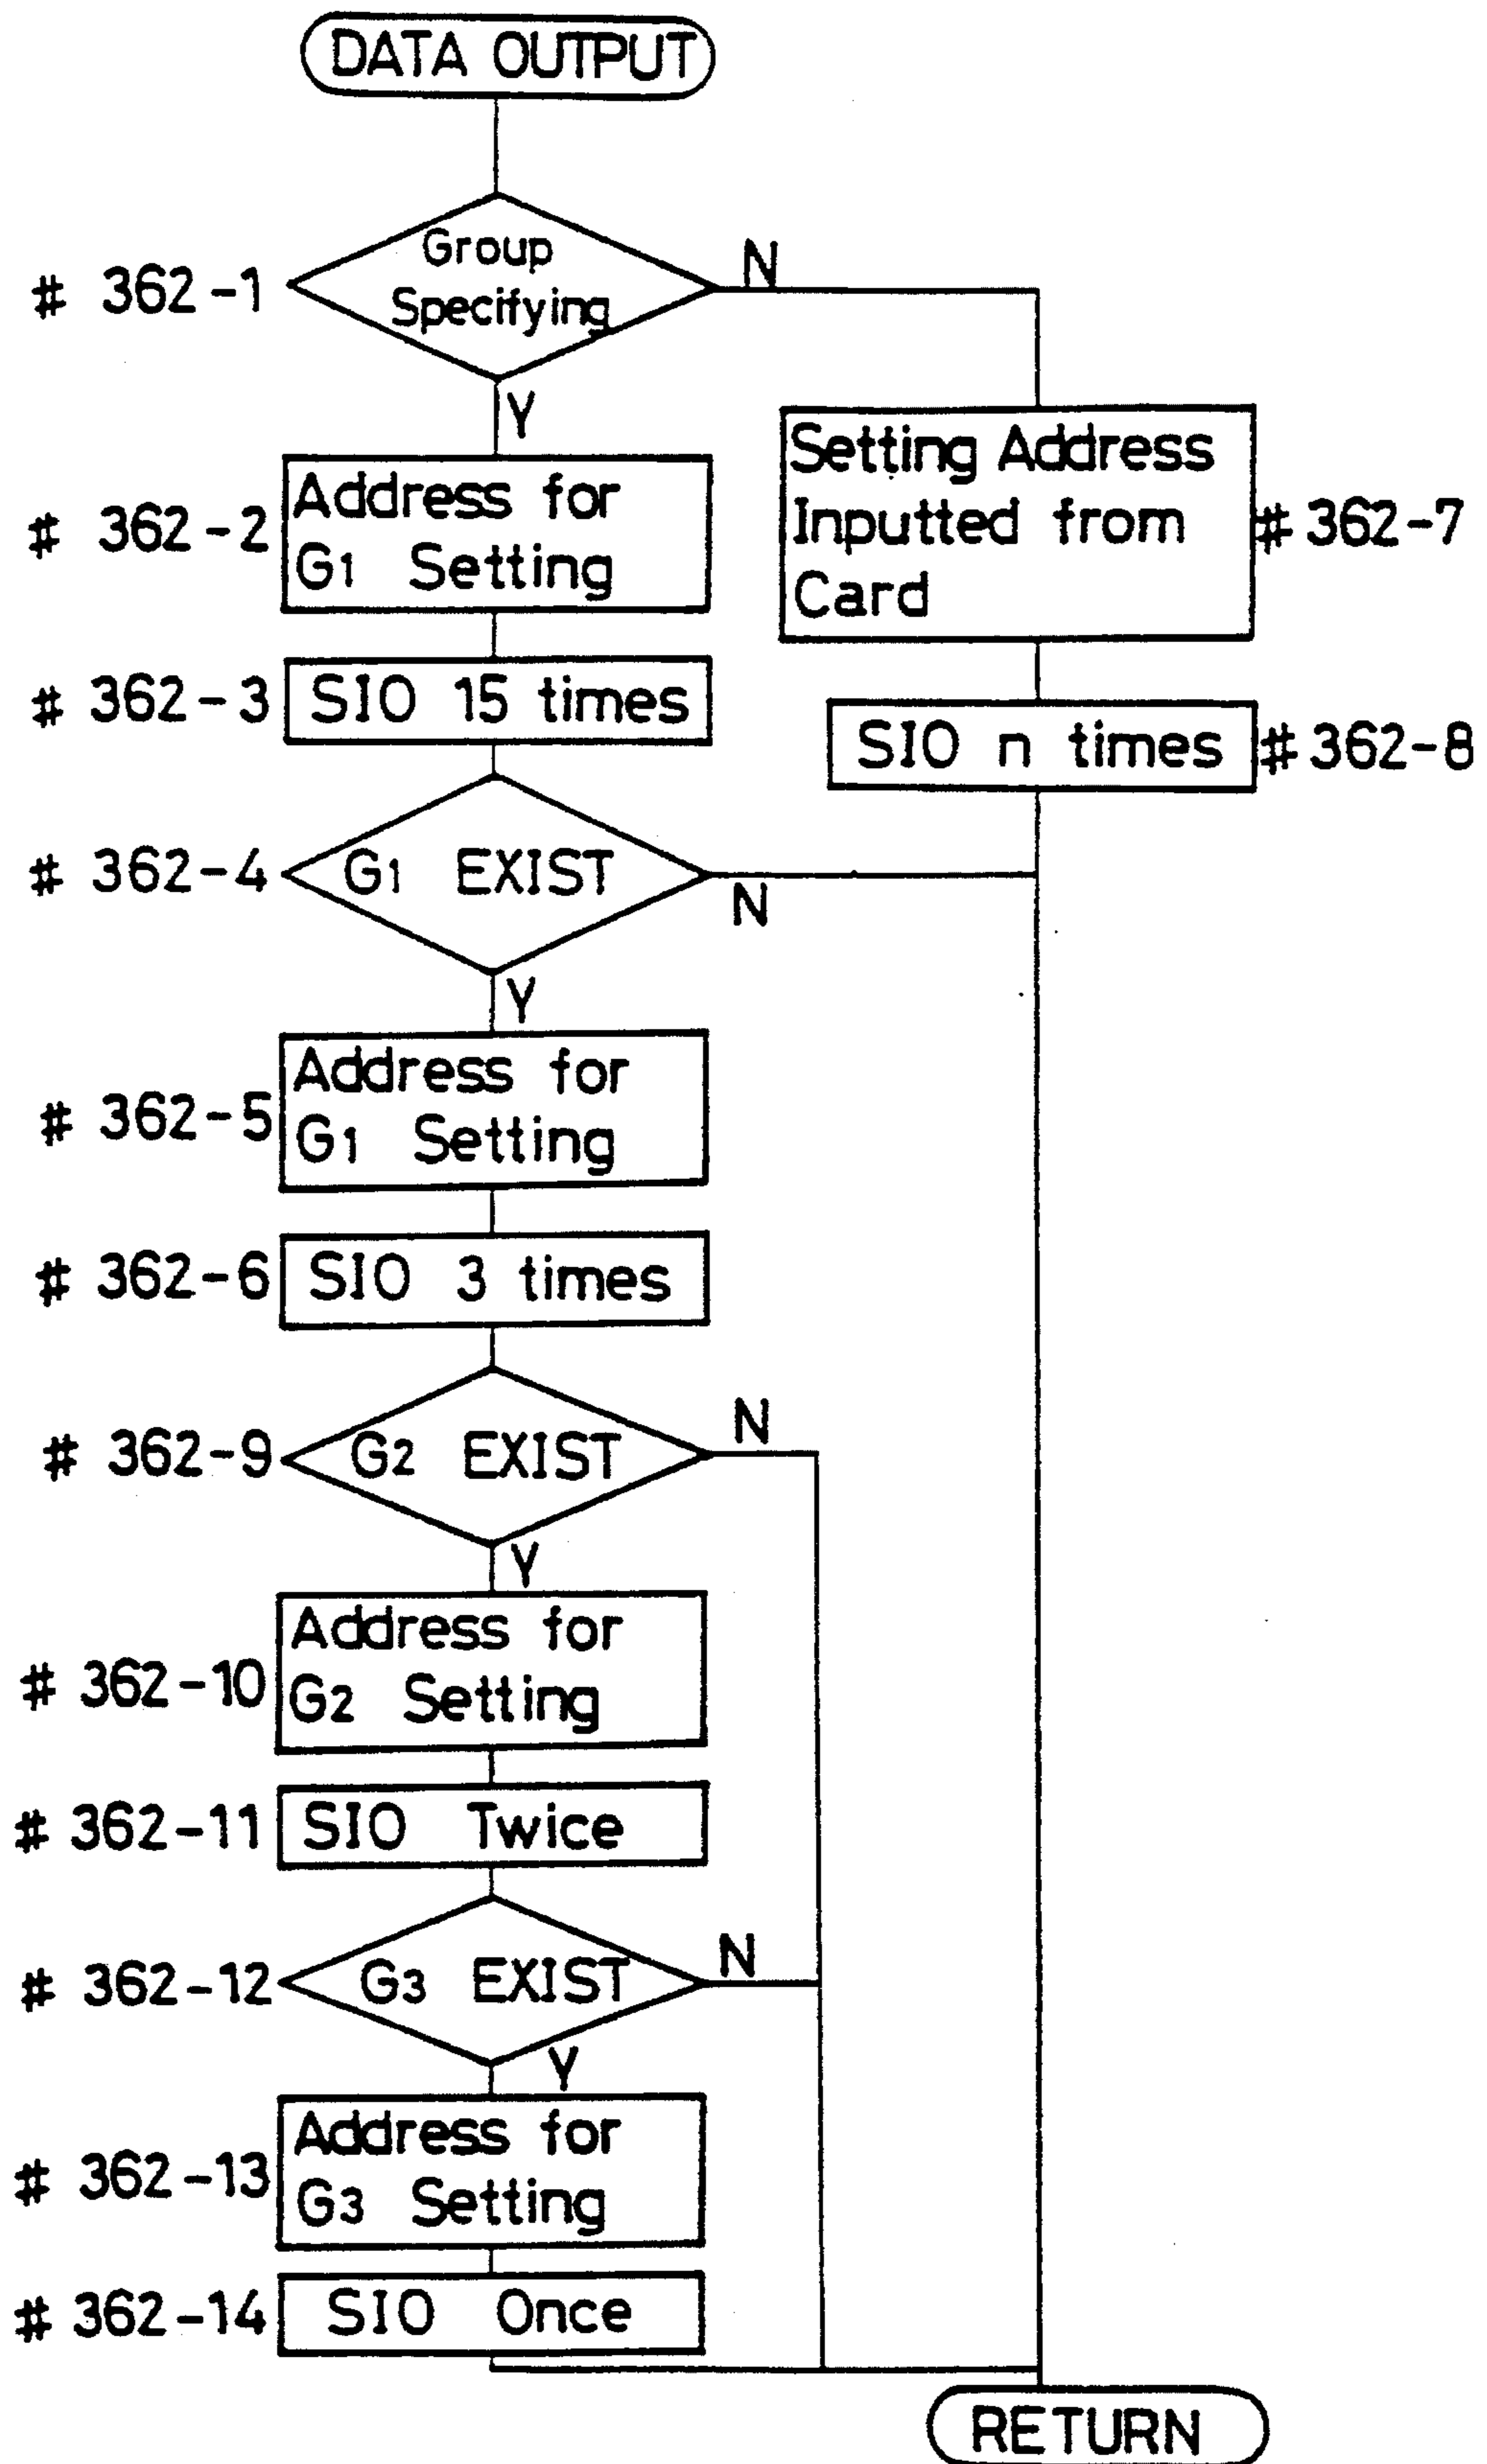 DATA OUTPUT
# 362-1
Group
Specifying
N
Y
# 362-2
Address for
G1 Setting
Setting Address
Inputted from
Card
# 362-7
# 362-3
SIO 15 times
SIO n times
# 362-8
# 362-4
G1 EXIST
N
Y
# 362-5
Address for
G1 Setting
# 362-6
SIO 3 times
# 362-9
G2 EXIST
N
Y
# 362-10
Address for
G2 Setting
# 362-11
SIO Twice
# 362-12
G3 EXIST
N
Y
# 362-13
Address for
G3 Setting
# 362-14
SIO Once
RETURN